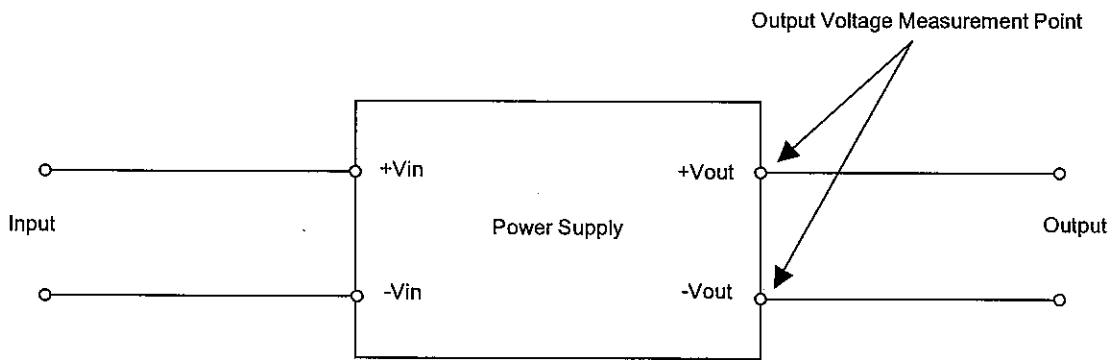 Output Voltage Measurement Point
+Vin
+Vout
Input
Power Supply
Output
-Vin
-Vout